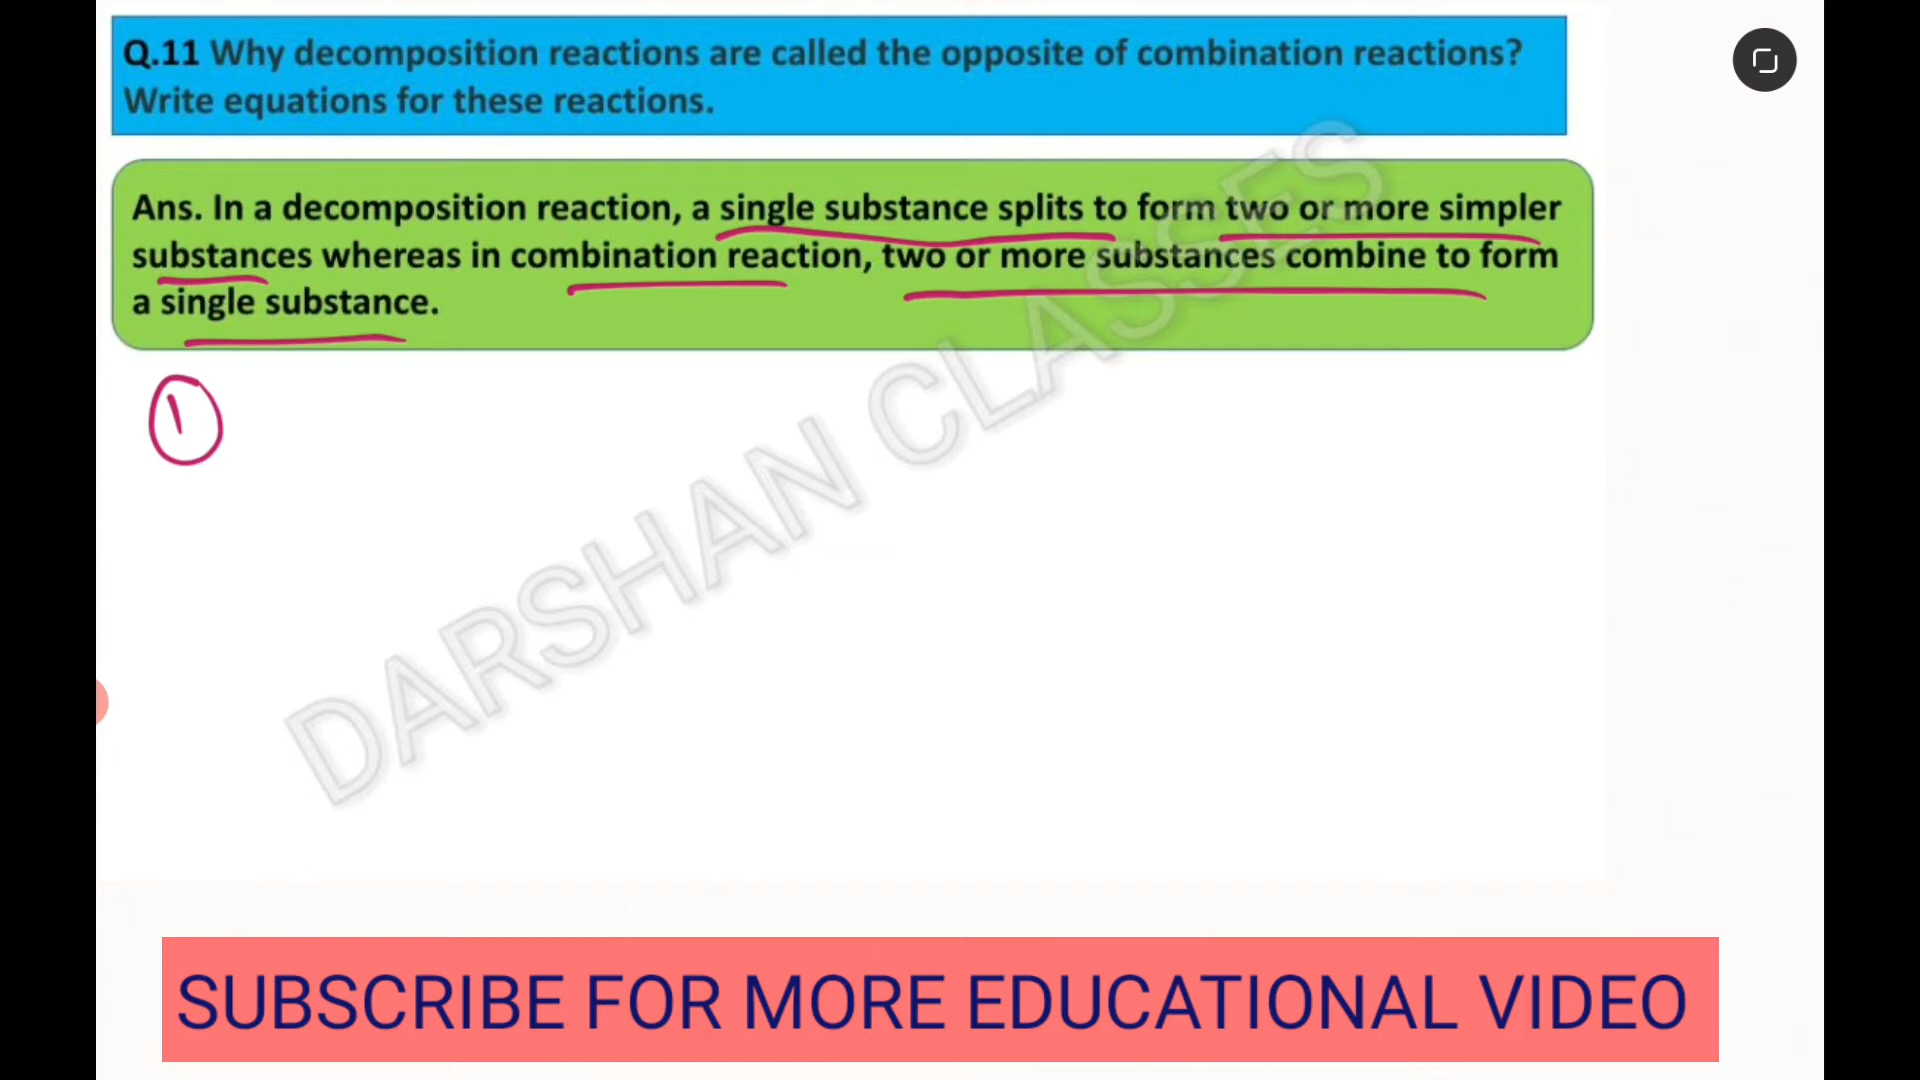 Q.11 Why decomposition reactions are called the opposite of combination reactions?
Write equations for these reactions.
Ans. In a decomposition reaction, a single substance splits to form two or more simpler
substances whereas in combination reaction, two or more substances combine to form
a single substance.
1
DARSHAN CLASSES
SUBSCRIBE FOR MORE EDUCATIONAL VIDEO